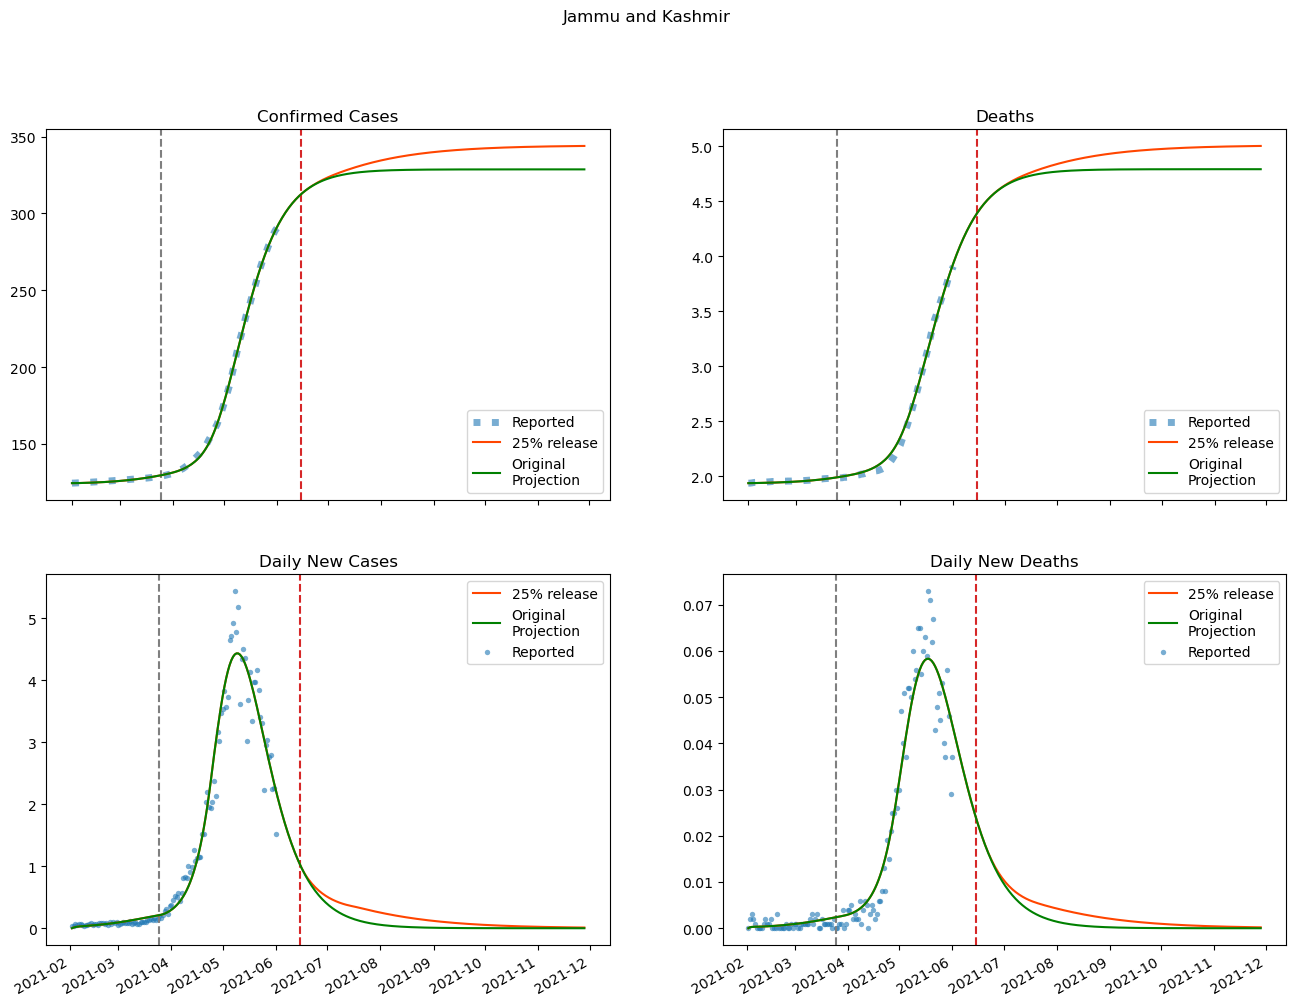 Jammu and Kashmir
Confirmed Cases
350
300
250
200
150
Reported
25% release
Original
Projection
Deaths
5.0
4.5
4.0
3.5
3.0
2.5
2.0
Reported
25% release
Original
Projection
Daily New Cases
5
4
3
2
1
0
25% release
Original
Projection
Reported
2021-02 2021-03 2021-04 2021-05 2021-06 2021-07 2021-08 2021-09 2021-10 2021-11 2021-12
Daily New Deaths
0.07
0.06
0.05
0.04
0.03
0.02
0.01
0.00
25% release
Original
Projection
Reported
2021-02 2021-03 2021-04 2021-05 2021-06 2021-07 2021-08 2021-09 2021-10 2021-11 2021-12